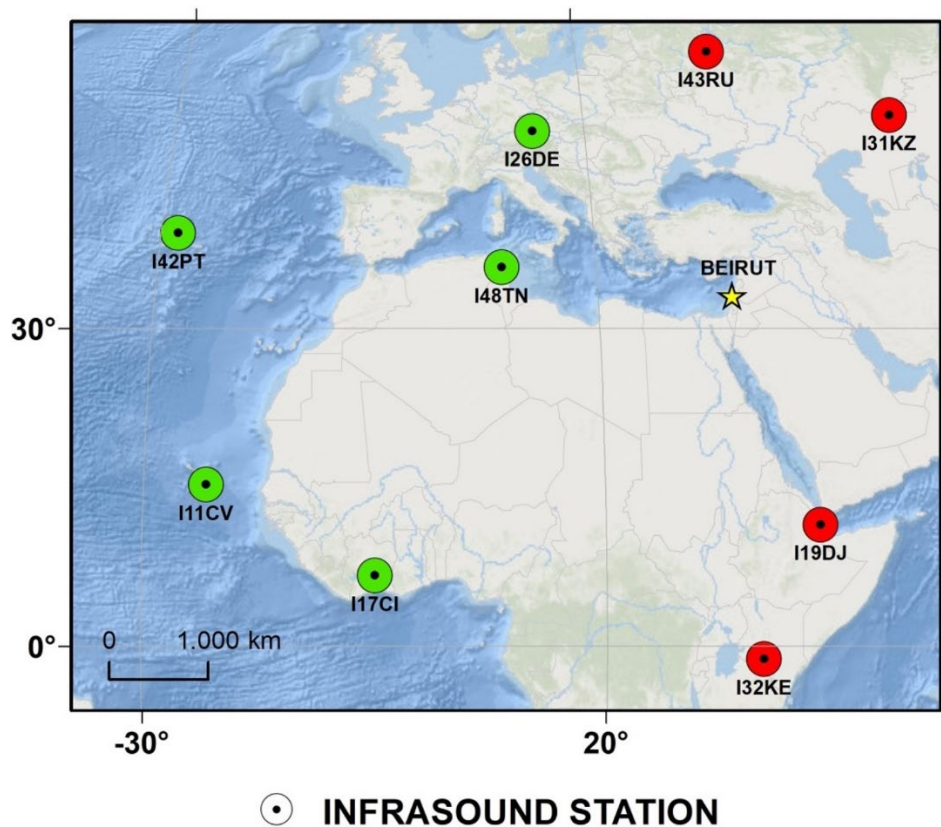 I43RU
I31KZ
I26DE
I42PT
I48TN
BEIRUT
30°
I11CV
I19DJ
I17CI
0 1.000 km
0°
I32KE
-30° 20°
INFRASOUND STATION